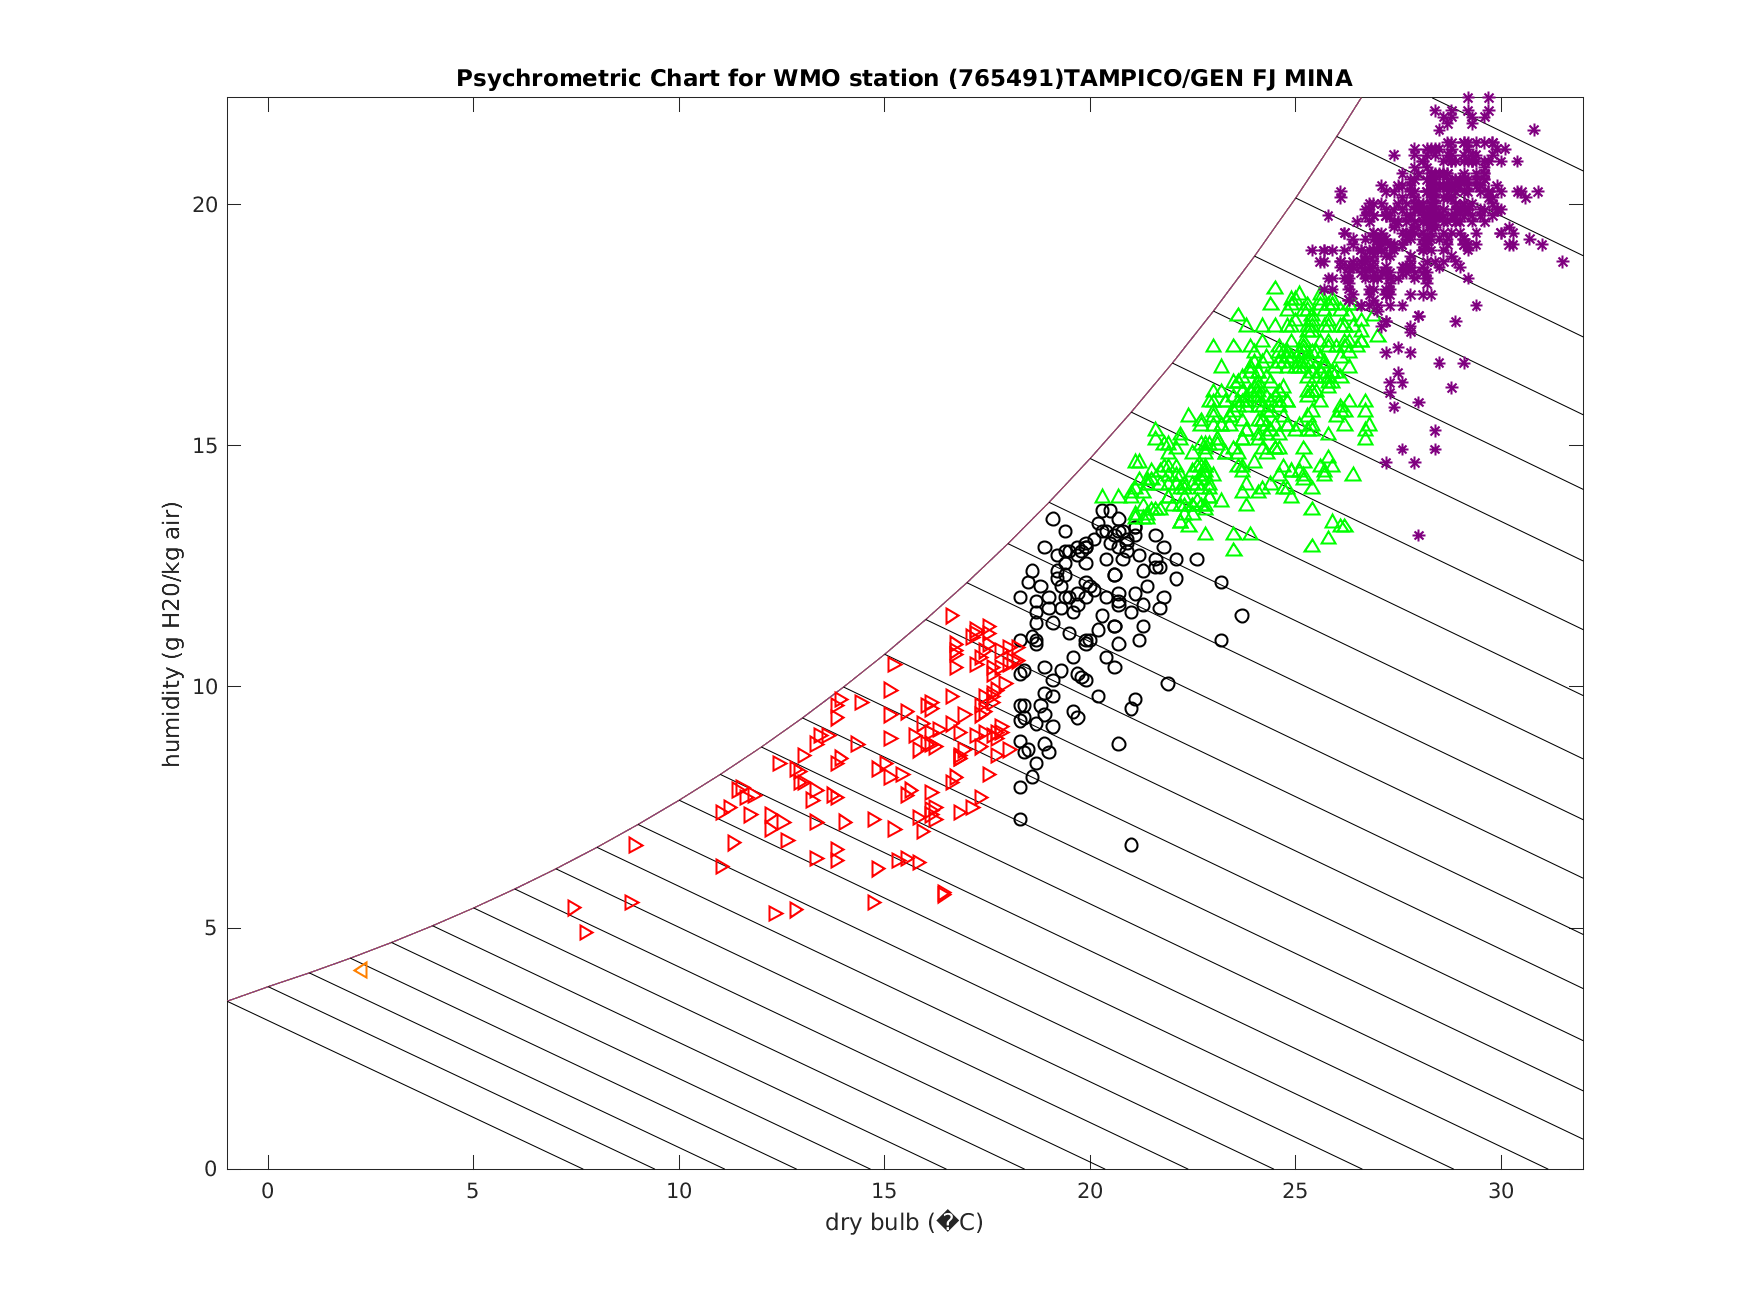 Psychrometric Chart for WMO station (765491)TAMPICO/GEN FJ MINA
20
15
10
5
0
humidity (g H20/kg air)
0 5 10 15 20 25 30
dry bulb (�C)